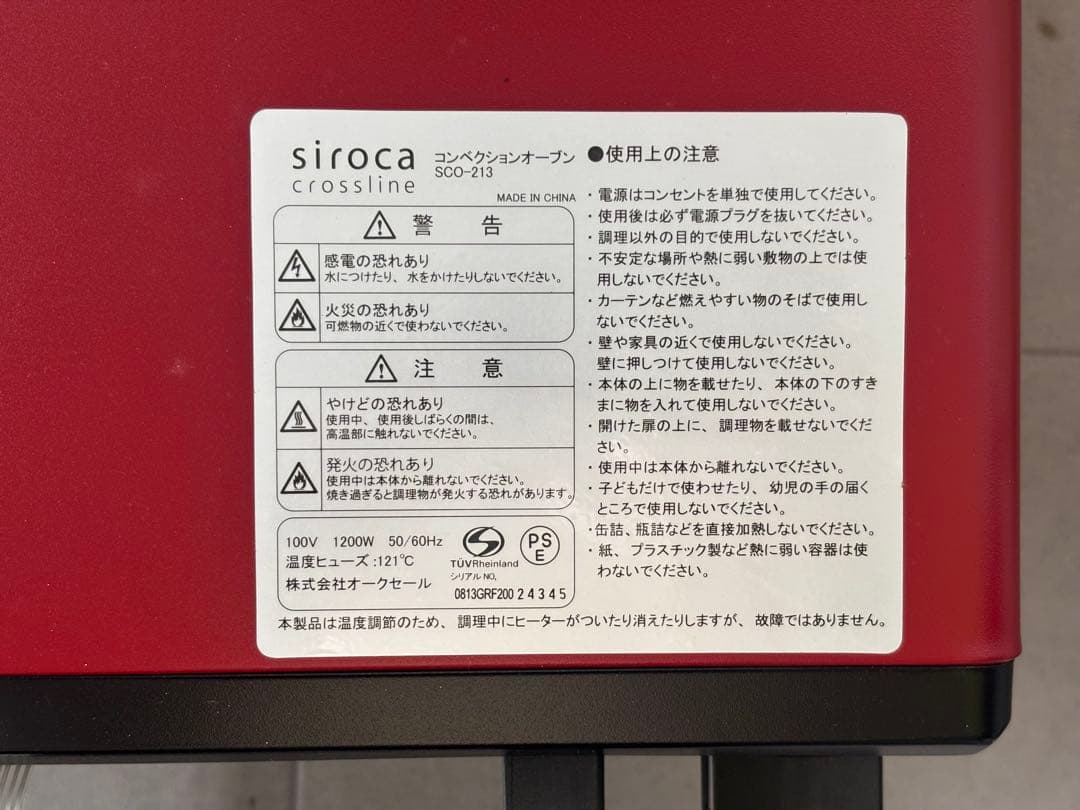 siroca
crossline
コンベクションオーブン
SCO-213
MADE IN CHINA
警 告
感電の恐れあり
水につけたり、水をかけたりしないでください。
火災の恐れあり
可燃物の近くで使わないでください。
注 意
やけどの恐れあり
使用中、使用後しばらくの間は、
高温部に触れないでください。
発火の恐れあり
使用中は本体から離れないでください。
焼き過ぎると調理物が発火する恐れがあります。
100V 1200W 50/60Hz
温度ヒューズ:121℃
株式会社オークセール
TÜVRheinland
PS
E
シリアルNO,
0813GRF200 24345
●使用上の注意
・電源はコンセントを単独で使用してください。
・使用後は必ず電源プラグを抜いてください。
・調理以外の目的で使用しないでください。
・不安定な場所や熱に弱い敷物の上では使
用しないでください。
・カーテンなど燃えやすい物のそばで使用し
ないでください。
・壁や家具の近くで使用しないでください。
壁に押しつけて使用しないでください。
・本体の上に物を載せたり、本体の下のすき
まに物を入れて使用しないでください。
・開けた扉の上に、調理物を載せないでくだ
さい。
・使用中は本体から離れないでください。
・子どもだけで使わせたり、幼児の手の届く
ところで使用しないでください。
・缶詰、瓶詰などを直接加熱しないでください。
・紙、プラスチック製など熱に弱い容器は使
わないでください。
本製品は温度調節のため、調理中にヒーターがついたり消えたりしますが、故障ではありません。